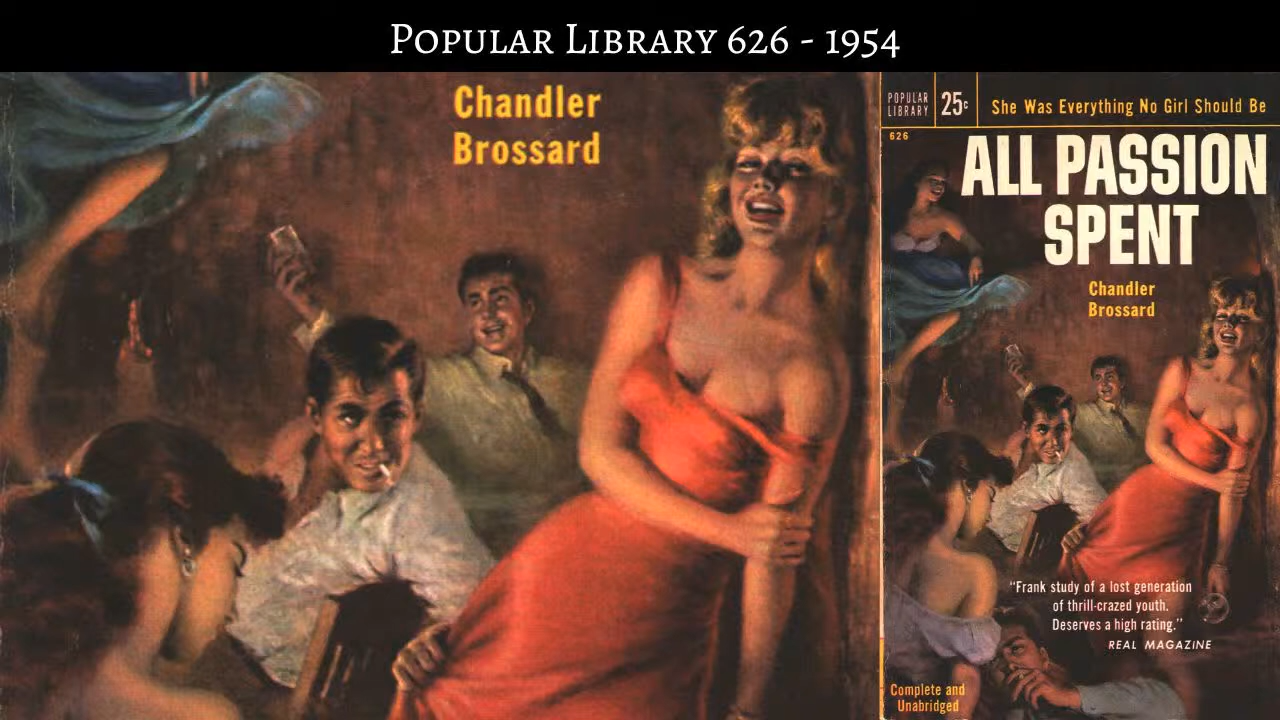 Popular Library 626 - 1954
Chandler
Brossard
POPULAR
LIBRARY
25c
She Was Everything No Girl Should Be
626
ALL PASSION
SPENT
Chandler
Brossard
"Frank study of a lost generation
of thrill-crazed youth.
Deserves a high rating."
REAL MAGAZINE
Complete and
Unabridged